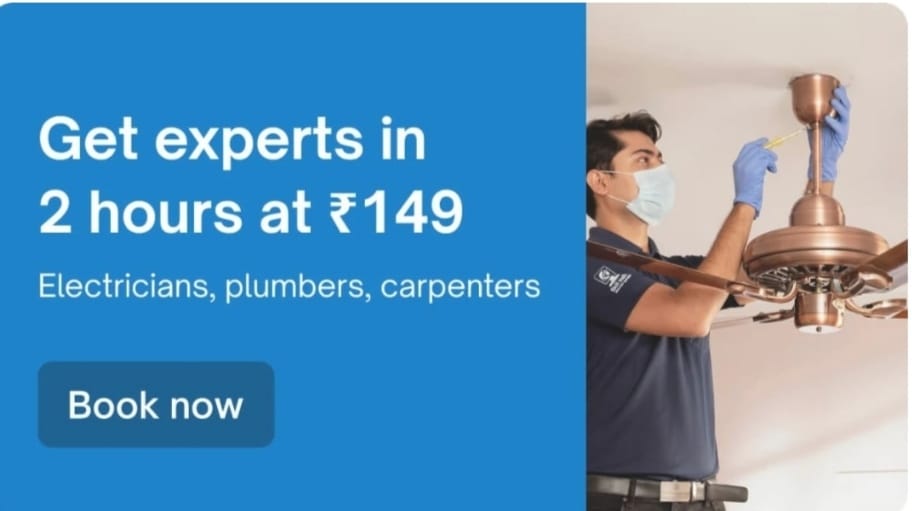 Get experts in
2 hours at ₹149
Electricians, plumbers, carpenters
Book now